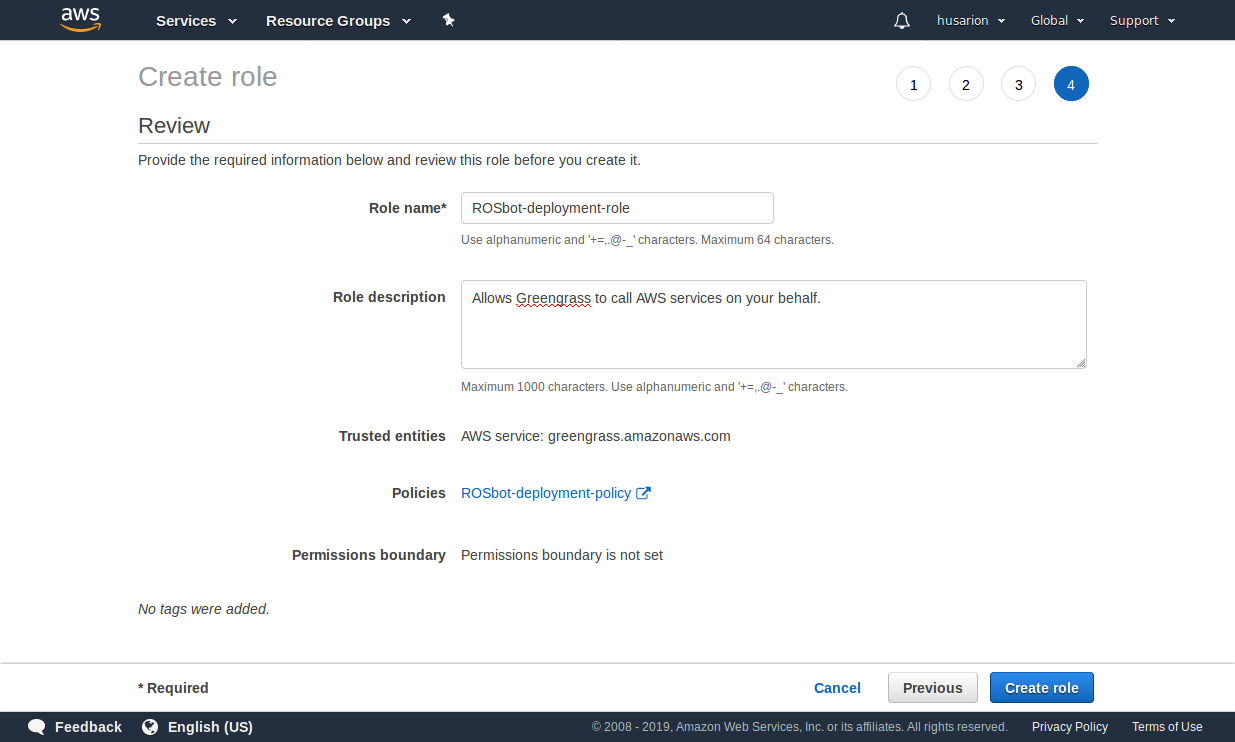 aws Services Resource Groups husarion Global Support
Create role 1 2 3 4
Review
Provide the required information below and review this role before you create it.
Role name* ROSbot-deployment-role
Use alphanumeric and '+=,.@-_' characters. Maximum 64 characters.
Role description Allows Greengrass to call AWS services on your behalf.
Maximum 1000 characters. Use alphanumeric and '+=,.@-_' characters.
Trusted entities AWS service: greengrass.amazonaws.com
Policies ROSbot-deployment-policy
Permissions boundary Permissions boundary is not set
No tags were added.
* Required Cancel Previous Create role
Feedback English (US) © 2008 - 2019, Amazon Web Services, Inc. or its affiliates. All rights reserved. Privacy Policy Terms of Use